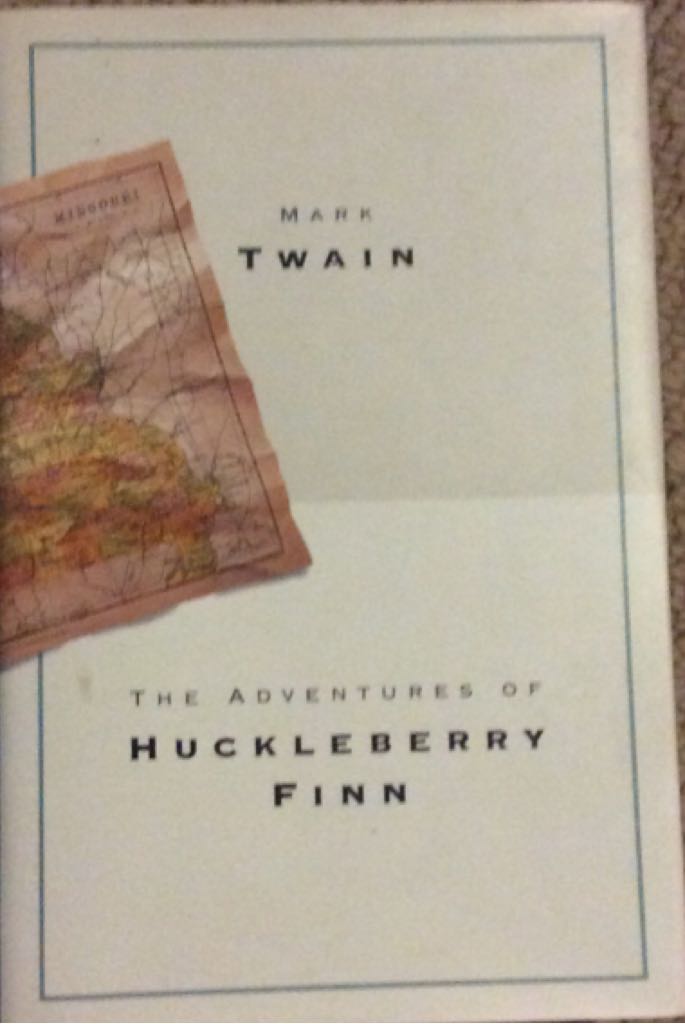 MISSOURI
MARK
TWAIN
THE ADVENTURES OF
HUCKLEBERRY
FINN